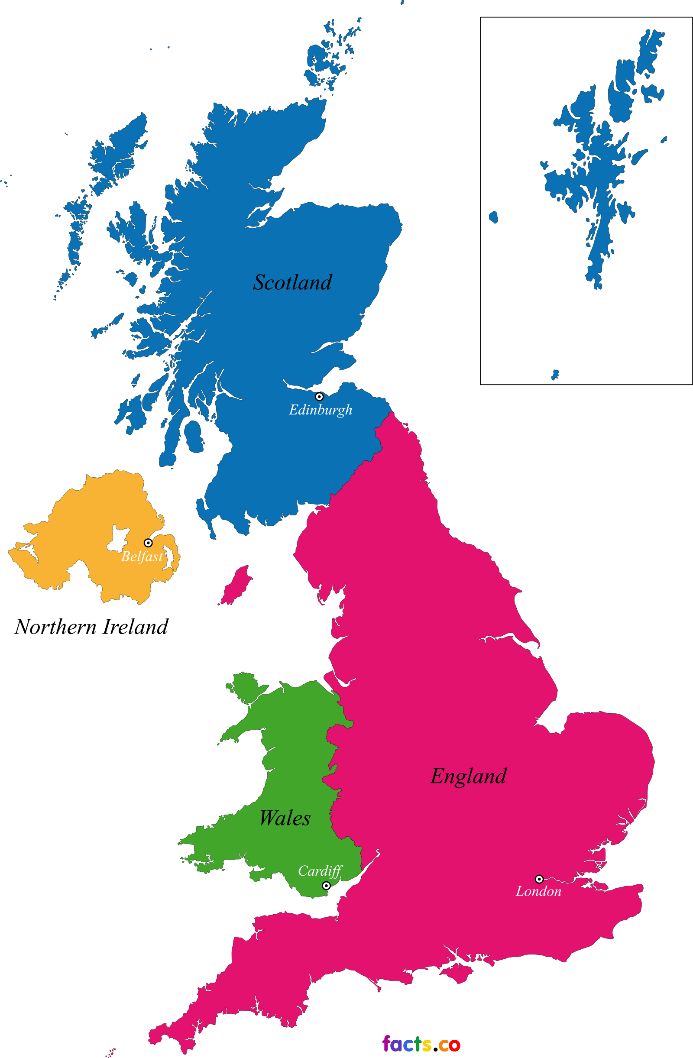 Scotland
Edinburgh
Belfast
Northern Ireland
England
Wales
Cardiff
London
facts.co